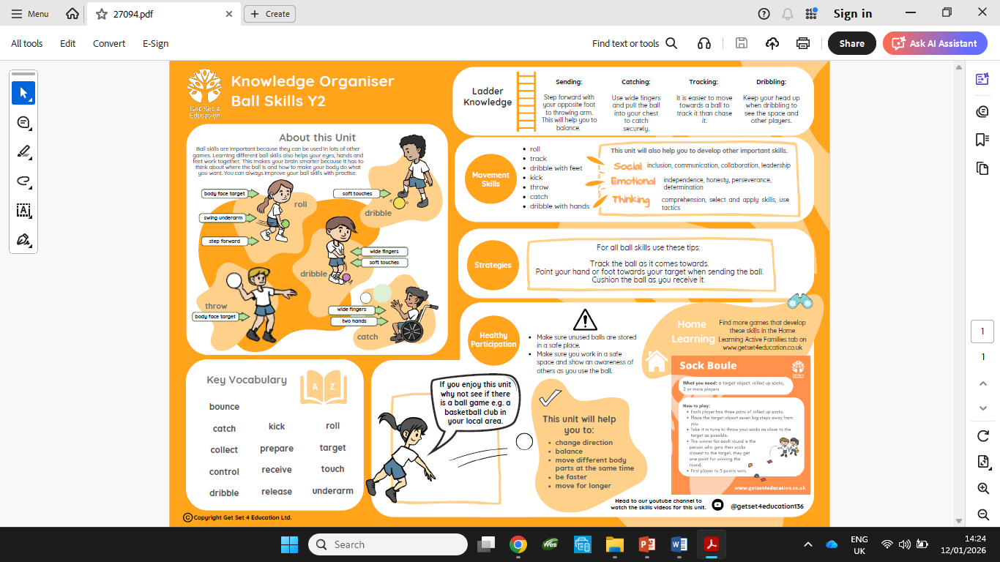 Menu
27094.pdf
Create
Sign in
All tools
Edit
Convert
E-Sign
Find text or tools
Share
Ask AI Assistant
Get Set 4
Education
Knowledge Organiser
Ball Skills Y2
Ladder
Knowledge
Sending:
Step forward with
your opposite foot
to throwing arm.
This will help you to
balance.
Catching:
Use wide fingers
and pull the ball
into your chest
to catch
securely.
Tracking:
It is easier to move
towards a ball to
track it than chase
it.
Dribbling:
Keep your head up
when dribbling to
see the space and
other players.
About this Unit
Ball skills are important because they can be used in lots of other
games. Learning different ball skills also helps your eyes, hands and
feet work together. This makes your brain smarter because it has to
think about where the ball is and how to make your body do what
you want. You can always improve your ball skills with practise.
body face target
swing underarm
step forward
roll
soft touches
dribble
wide fingers
soft touches
dribble
throw
body face target
wide fingers
two hands
catch
Movement
Skills
• roll
• track
• dribble with feet
• kick
• throw
• catch
• dribble with hands
This unit will also help you to develop other important skills.
Social inclusion, communication, collaboration, leadership
Emotional independence, honesty, perseverance,
determination
Thinking comprehension, select and apply skills, use
tactics
Strategies
For all ball skills use these tips:
Track the ball as it comes towards.
Point your hand or foot towards your target when sending the ball.
Cushion the ball as you receive it.
Healthy
Participation
• Make sure unused balls are stored
in a safe place.
• Make sure you work in a safe
space and show an awareness of
others as you use the ball.
Home
Learning
Find more games that develop
these skills in the Home
Learning Active Families tab on
www.getset4education.co.uk
Sock Boule
Get Set 4
Education
What you need: a target object, rolled up socks,
2 or more players
How to play:
• Each player has three pairs of rolled up socks.
• Place the target object seven big steps away from
you.
• Take it in turns to throw your socks as close to the
target as possible.
• The winner for each round is the
person who gets their socks
closest to the target, they get
one point for winning the
round.
• First player to 5 points wins.
www.getset4education.co.uk
Key Vocabulary
A Z
bounce
catch
collect
control
dribble
kick
prepare
receive
release
roll
target
touch
underarm
If you enjoy this unit
why not see if there
is a ball game e.g. a
basketball club in
your local area.
This unit will help
you to:
• change direction
• balance
• move different body
parts at the same time
• be faster
• move for longer
Head to our youtube channel to
watch the skills videos for this unit.
@getset4education136
© Copyright Get Set 4 Education Ltd.
1
1
Search
Wes
ENG
UK
14:24
12/01/2026